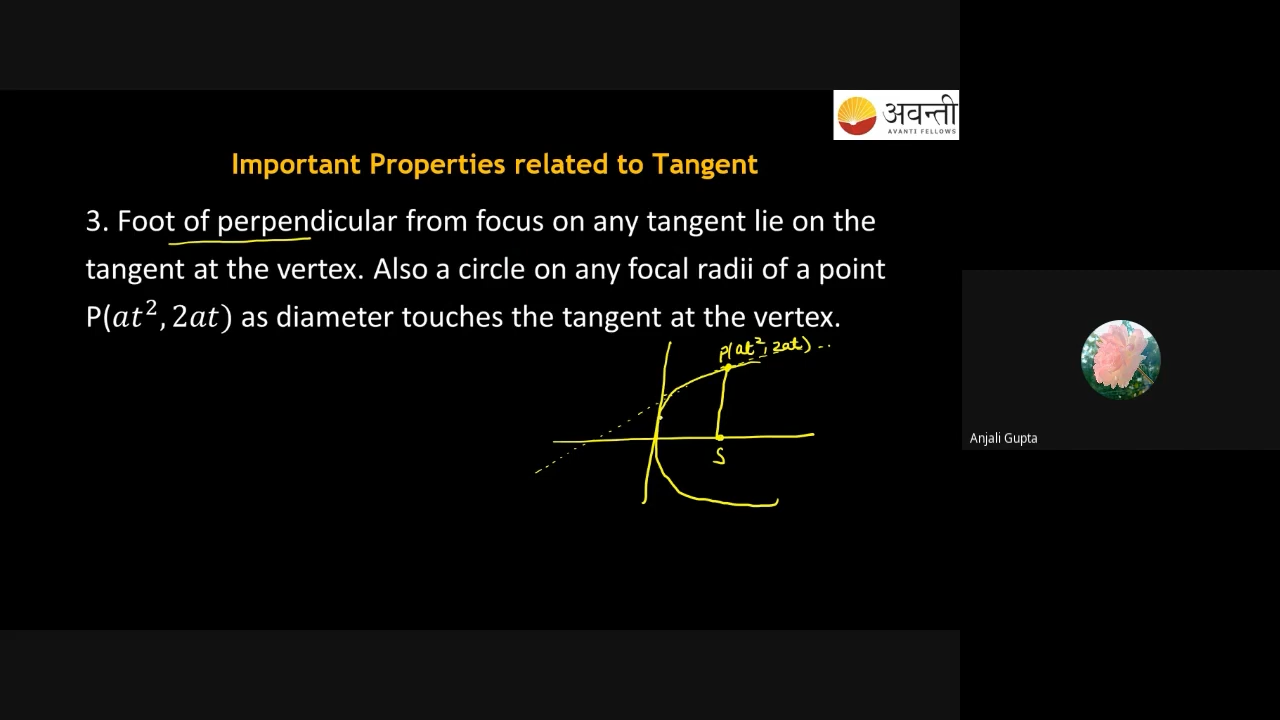 अवन्ती
AVANTI FELLOWS
Important Properties related to Tangent
3. Foot of perpendicular from focus on any tangent lie on the
tangent at the vertex. Also a circle on any focal radii of a point
P(at², 2at) as diameter touches the tangent at the vertex.
P(at², 2at)
S
Anjali Gupta